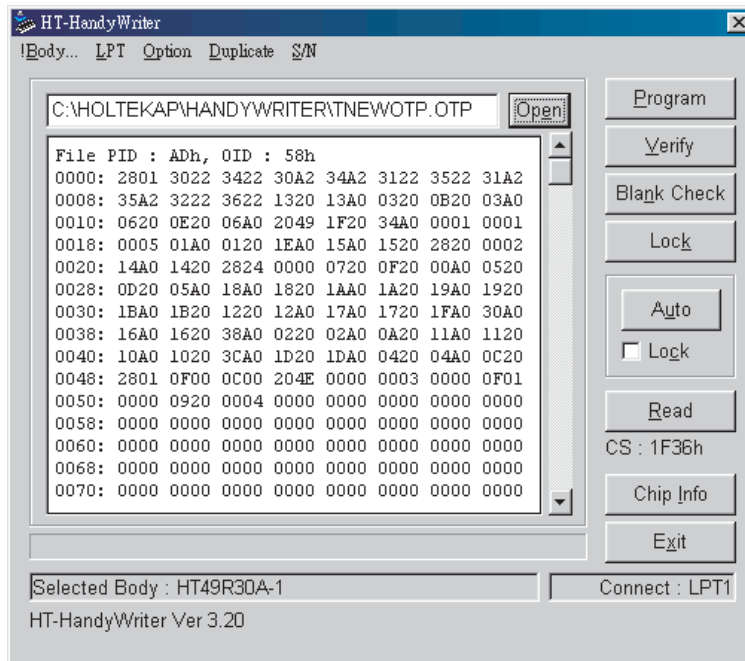 HT-HandyWriter
!Body... LPT Option Duplicate S/N
C:\HOLTEKAP\HANDYWRITER\TNEWOTP.OTP Open
File PID : ADh, OID : 58h
0000: 2801 3022 3422 30A2 34A2 3122 3522 31A2
0008: 35A2 3222 3622 1320 13A0 0320 0B20 03A0
0010: 0620 0E20 06A0 2049 1F20 34A0 0001 0001
0018: 0005 01A0 0120 1EA0 15A0 1520 2820 0002
0020: 14A0 1420 2824 0000 0720 0F20 00A0 0520
0028: 0D20 05A0 18A0 1820 1AA0 1A20 19A0 1920
0030: 1BA0 1B20 1220 12A0 17A0 1720 1FA0 30A0
0038: 16A0 1620 38A0 0220 02A0 0A20 11A0 1120
0040: 10A0 1020 3CA0 1D20 1DA0 0420 04A0 0C20
0048: 2801 0F00 0C00 204E 0000 0003 0000 0F01
0050: 0000 0920 0004 0000 0000 0000 0000 0000
0058: 0000 0000 0000 0000 0000 0000 0000 0000
0060: 0000 0000 0000 0000 0000 0000 0000 0000
0068: 0000 0000 0000 0000 0000 0000 0000 0000
0070: 0000 0000 0000 0000 0000 0000 0000 0000
Program
Verify
Blank Check
Lock
Auto
Lock
Read
CS : 1F36h
Chip Info
Exit
Selected Body : HT49R30A-1
Connect : LPT1
HT-HandyWriter Ver 3.20